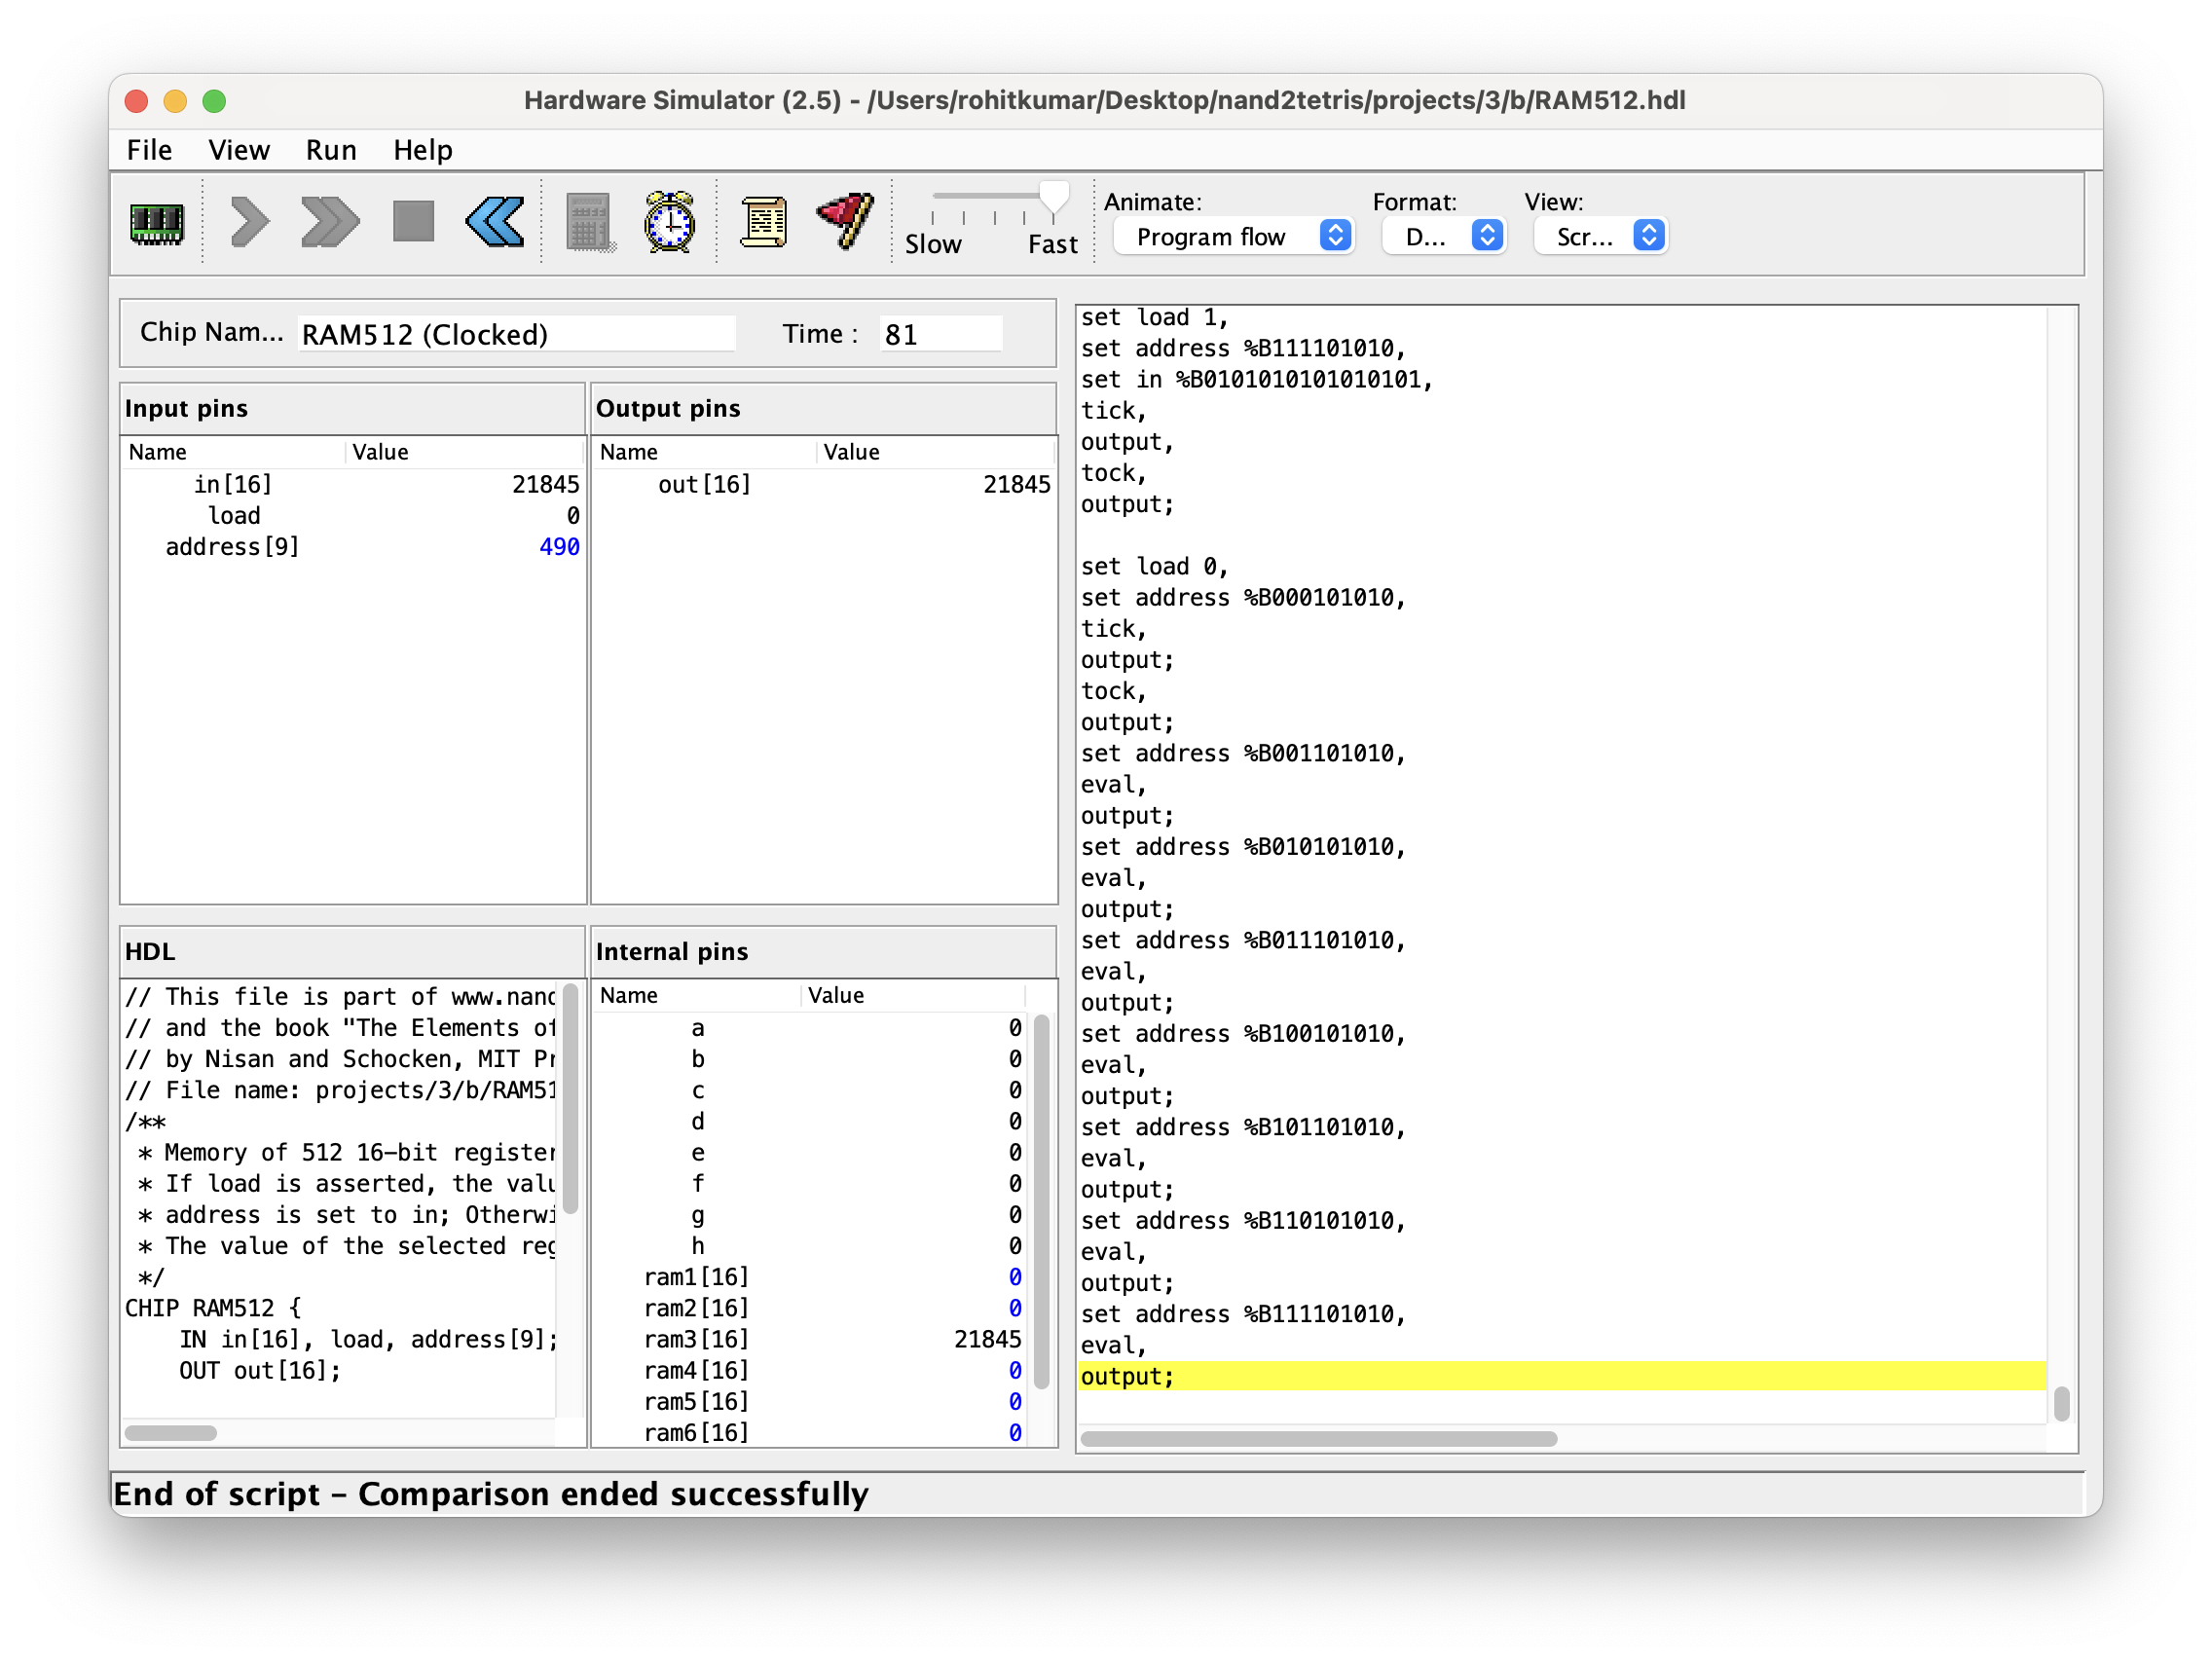 Hardware Simulator (2.5) - /Users/rohitkumar/Desktop/nand2tetris/projects/3/b/RAM512.hdl
File View Run Help
Slow Fast
Animate: Format: View:
Program flow D... Scr...
Chip Nam... RAM512 (Clocked) Time : 81
Input pins
Name Value
in[16] 21845
load 0
address[9] 490
Output pins
Name Value
out[16] 21845
HDL
// This file is part of www.nand
// and the book "The Elements of
// by Nisan and Schocken, MIT Pr
// File name: projects/3/b/RAM51
/**
* Memory of 512 16-bit register
* If load is asserted, the valu
* address is set to in; Otherwi
* The value of the selected reg
*/
CHIP RAM512 {
IN in[16], load, address[9];
OUT out[16];
Internal pins
Name Value
a 0
b 0
c 0
d 0
e 0
f 0
g 0
h 0
ram1[16] 0
ram2[16] 0
ram3[16] 21845
ram4[16] 0
ram5[16] 0
ram6[16] 0
set load 1,
set address %B111101010,
set in %B0101010101010101,
tick,
output,
tock,
output;
set load 0,
set address %B000101010,
tick,
output;
tock,
output;
set address %B001101010,
eval,
output;
set address %B010101010,
eval,
output;
set address %B011101010,
eval,
output;
set address %B100101010,
eval,
output;
set address %B101101010,
eval,
output;
set address %B110101010,
eval,
output;
set address %B111101010,
eval,
output;
End of script - Comparison ended successfully